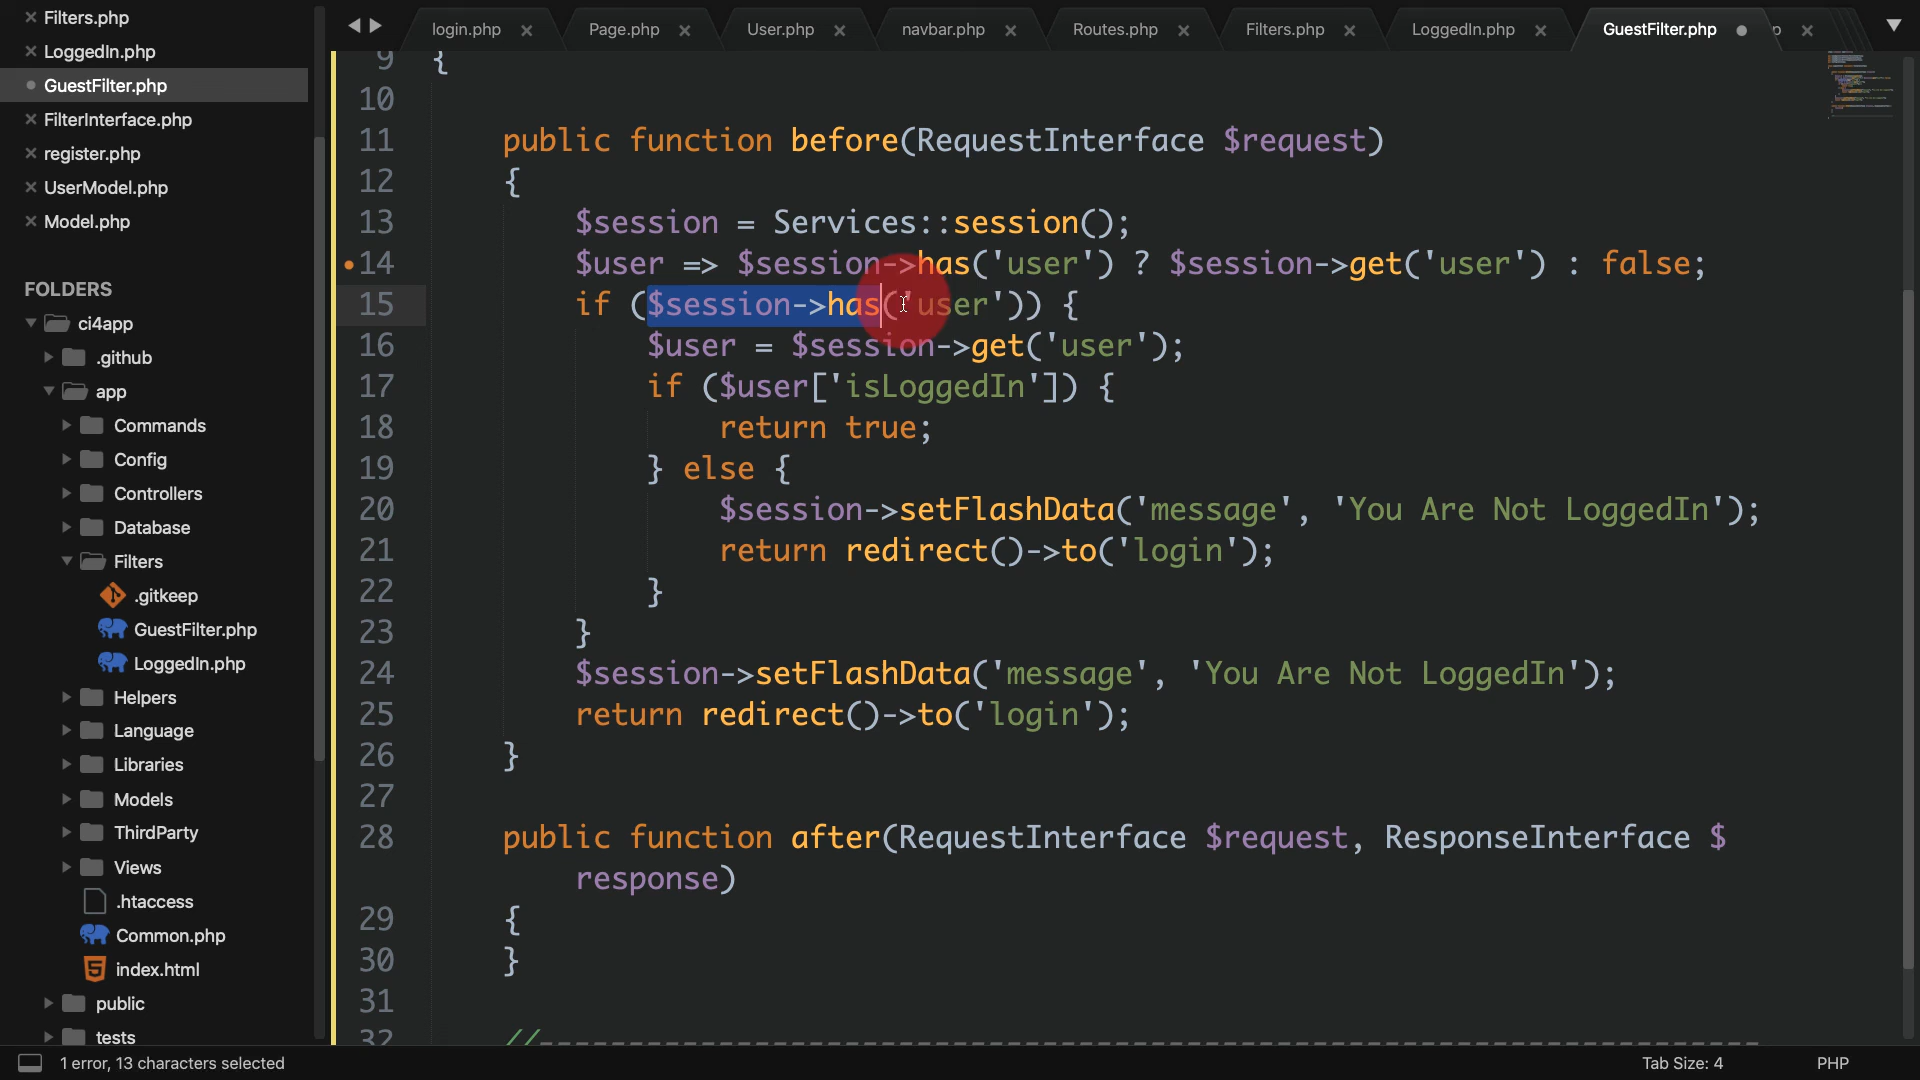 Filters.php
LoggedIn.php
GuestFilter.php
FilterInterface.php
register.php
UserModel.php
Model.php
FOLDERS
ci4app
.github
app
Commands
Config
Controllers
Database
Filters
.gitkeep
GuestFilter.php
LoggedIn.php
Helpers
Language
Libraries
Models
ThirdParty
Views
.htaccess
Common.php
index.html
public
tests
login.php Page.php User.php navbar.php Routes.php Filters.php LoggedIn.php GuestFilter.php p
9 {
10
11 public function before(RequestInterface $request)
12 {
13 $session = Services::session();
14 $user => $session->has('user') ? $session->get('user') : false;
15 if ($session->has('user')) {
16 $user = $session->get('user');
17 if ($user['isLoggedIn']) {
18 return true;
19 } else {
20 $session->setFlashData('message', 'You Are Not LoggedIn');
21 return redirect()->to('login');
22 }
23 }
24 $session->setFlashData('message', 'You Are Not LoggedIn');
25 return redirect()->to('login');
26 }
27
28 public function after(RequestInterface $request, ResponseInterface $
response)
29 {
30 }
31
32 //--------------------------------------------------------------------
1 error, 13 characters selected
Tab Size: 4 PHP